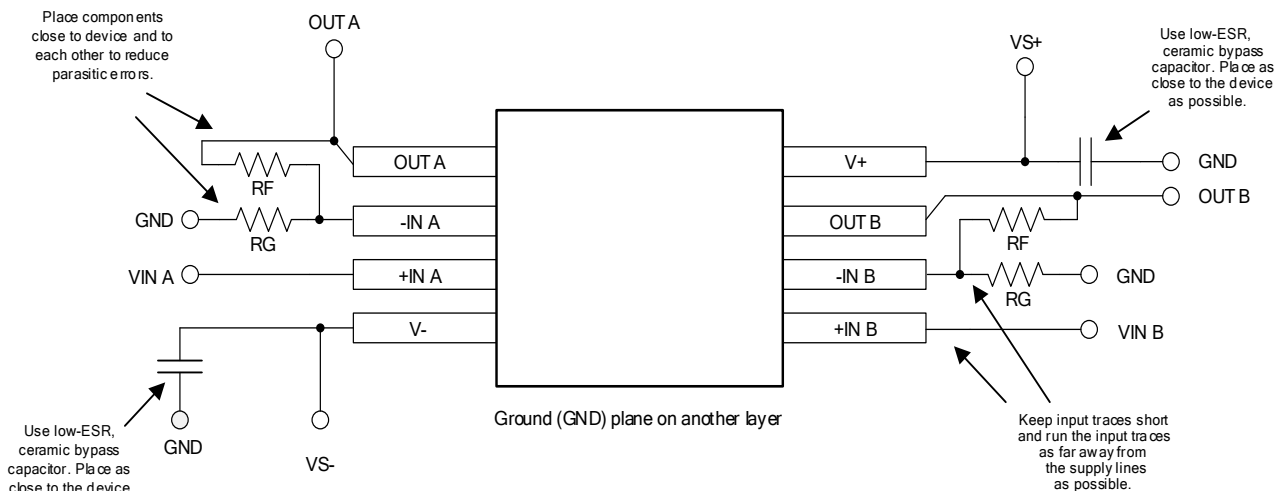 Place components
close to device and to
each other to reduce
parasitic errors.
OUT A
VS+
Use low-ESR,
ceramic bypass
capacitor. Place as
close to the device
as possible.
OUT A
V+
GND
RF
OUT B
GND
-IN A
OUT B
RG
RF
VIN A
+IN A
-IN B
GND
RG
V-
+IN B
VIN B
Ground (GND) plane on another layer
Use low-ESR,
ceramic bypass
capacitor. Place as
close to the device
GND
VS-
Keep input traces short
and run the input traces
as far away from
the supply lines
as possible.